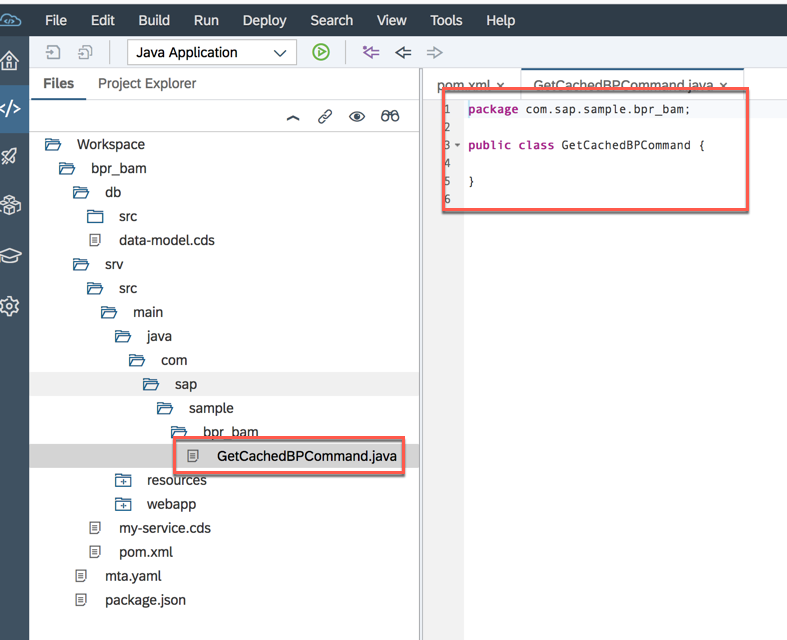 File Edit Build Run Deploy Search View Tools Help
Java Application
Files Project Explorer
pom.xml × GetCachedBPCommand.java ×
Workspace
bpr_bam
db
src
data-model.cds
srv
src
main
java
com
sap
sample
bpr_bam
GetCachedBPCommand.java
resources
webapp
my-service.cds
pom.xml
mta.yaml
package.json
1 package com.sap.sample.bpr_bam;
2
3 public class GetCachedBPCommand {
4
5 }
6